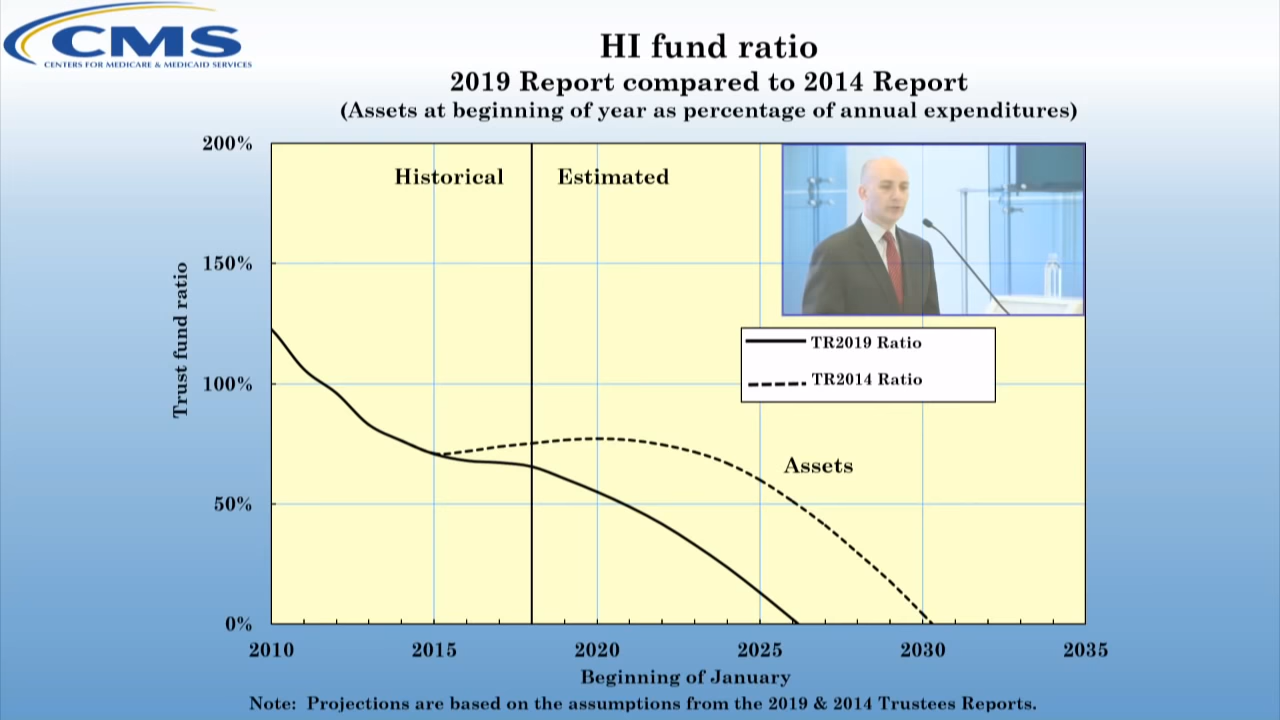 CMS
CENTERS FOR MEDICARE & MEDICAID SERVICES
HI fund ratio
2019 Report compared to 2014 Report
(Assets at beginning of year as percentage of annual expenditures)
200%
150%
100%
50%
0%
Trust fund ratio
Historical
Estimated
TR2019 Ratio
TR2014 Ratio
Assets
2010 2015 2020 2025 2030 2035
Beginning of January
Note: Projections are based on the assumptions from the 2019 & 2014 Trustees Reports.